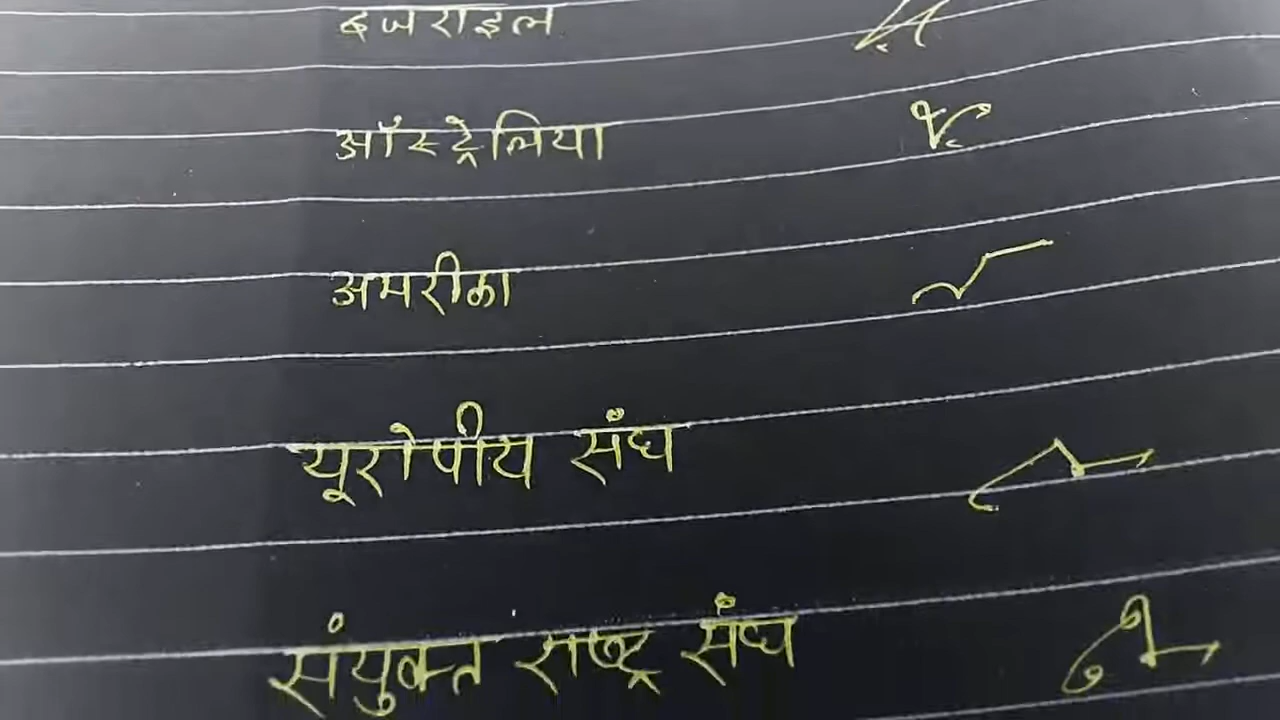 इजराइल
ऑस्ट्रेलिया
अमरीका
यूरोपीय संघ
संयुक्त राष्ट्र संघ